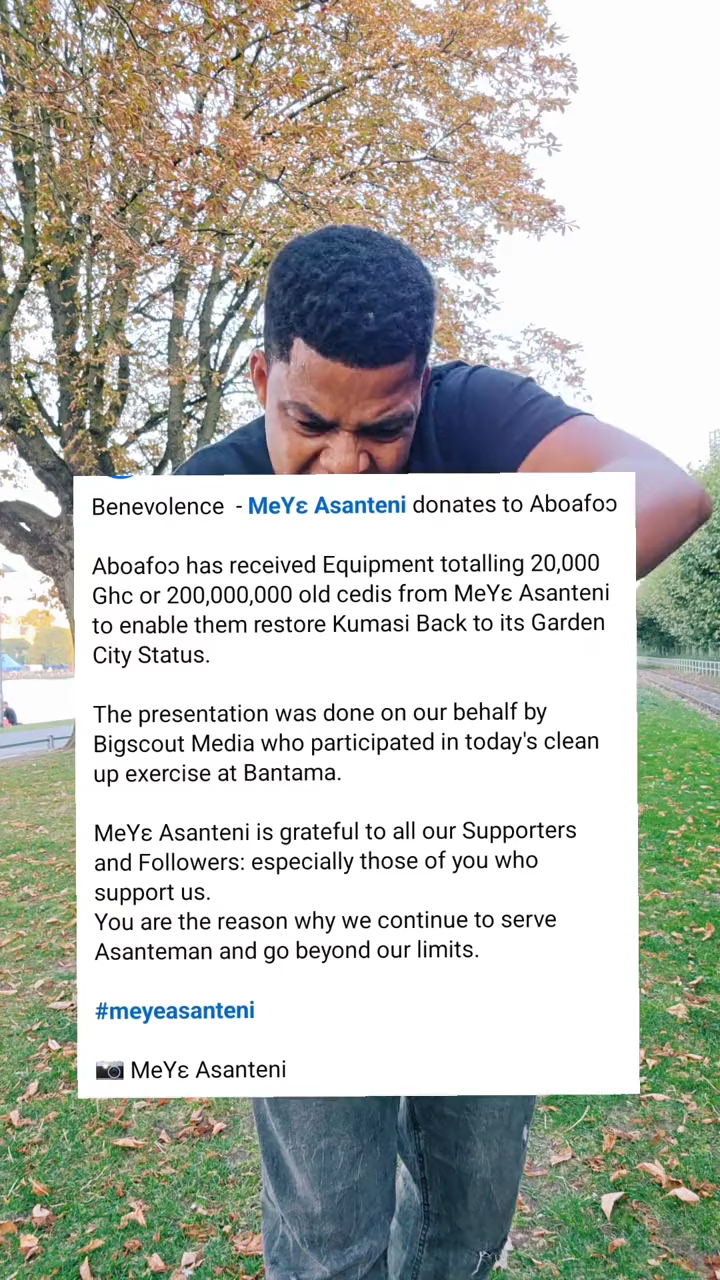 Benevolence - MeYɛ Asanteni donates to Aboafoɔ
Aboafoɔ has received Equipment totalling 20,000
Ghc or 200,000,000 old cedis from MeYɛ Asanteni
to enable them restore Kumasi Back to its Garden
City Status.
The presentation was done on our behalf by
Bigscout Media who participated in today's clean
up exercise at Bantama.
MeYɛ Asanteni is grateful to all our Supporters
and Followers: especially those of you who
support us.
You are the reason why we continue to serve
Asanteman and go beyond our limits.
#meyeasanteni
MeYɛ Asanteni